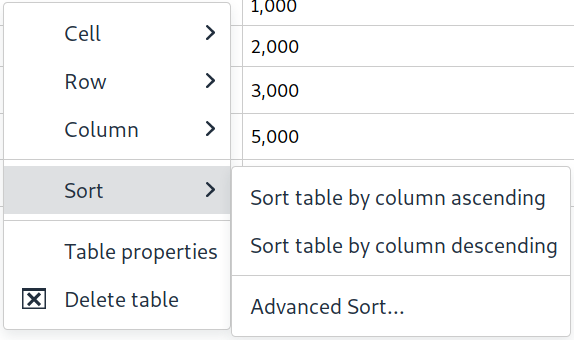 1,000
Cell
2,000
Row
3,000
Column
5,000
Sort
Sort table by column ascending
Sort table by column descending
Table properties
Delete table
Advanced Sort...